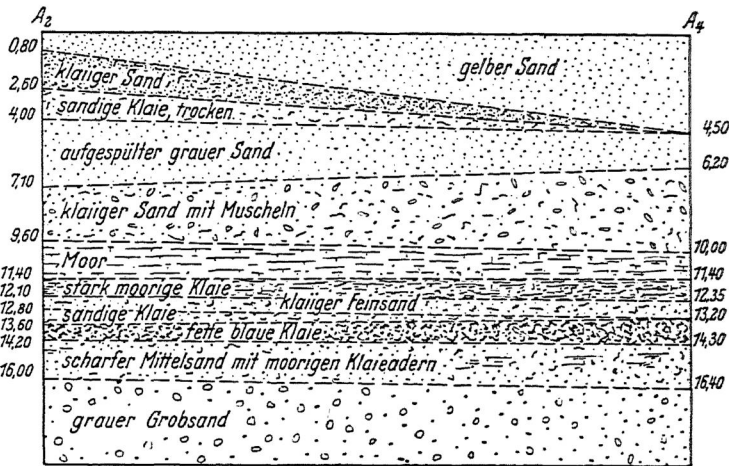 A₂
A₄
0,80
gelber Sand
klaiiger Sand
2,60
sandige Klaie, trocken
4,00
4,50
aufgespülter grauer Sand
6,20
7,10
klaiiger Sand mit Muscheln
9,60
10,00
Moor
11,40
11,40
stark moorige Klaie
12,10
12,35
klaiiger Feinsand
12,80
sandige Klaie
13,20
13,60
fette blaue Klaie
14,20
14,30
scharfer Mittelsand mit moorigen Klaieadern
16,00
16,40
grauer Grobsand